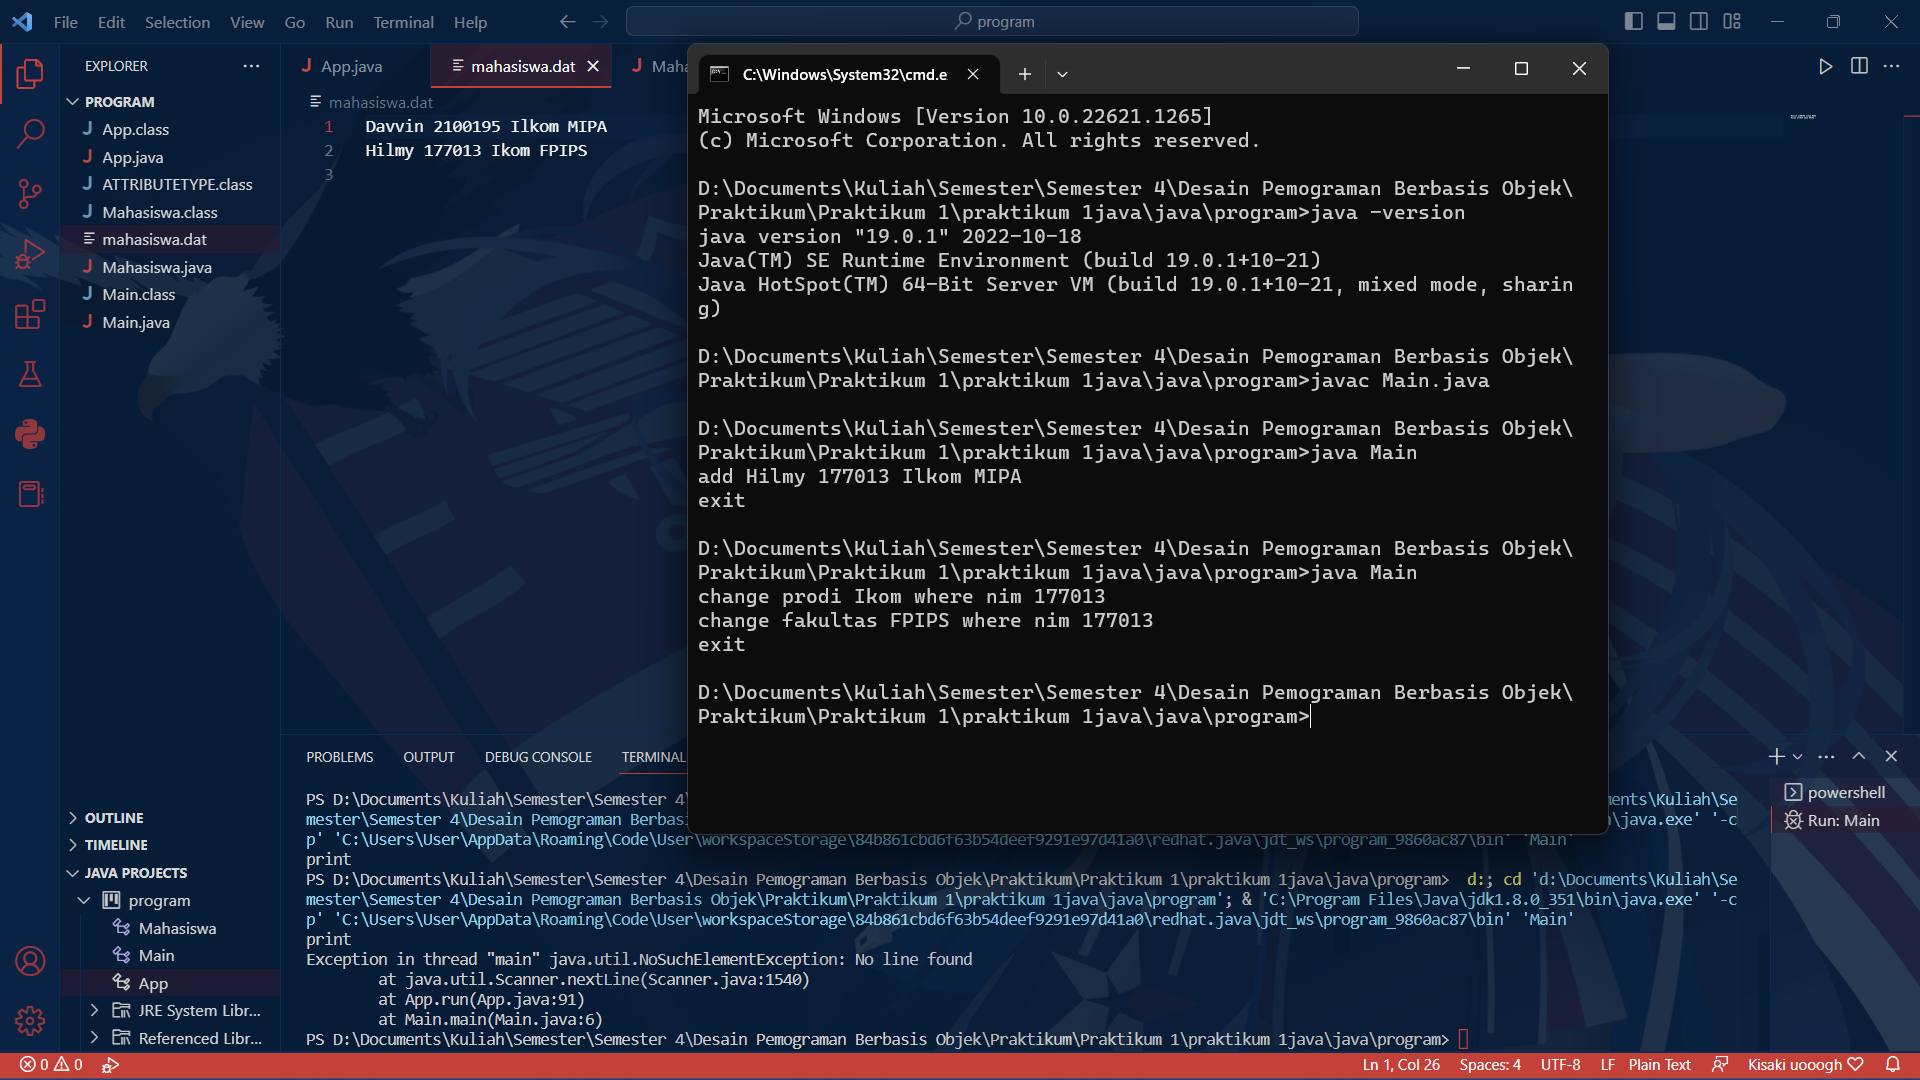 File Edit Selection View Go Run Terminal Help
program
EXPLORER
PROGRAM
App.class
App.java
ATTRIBUTETYPE.class
Mahasiswa.class
mahasiswa.dat
Mahasiswa.java
Main.class
Main.java
OUTLINE
TIMELINE
JAVA PROJECTS
program
Mahasiswa
Main
App
JRE System Libr...
Referenced Libr...
App.java
mahasiswa.dat
mahasiswa.dat
1 Davvin 2100195 Ilkom MIPA
2 Hilmy 177013 Ikom FPIPS
3
C:\Windows\System32\cmd.e
Microsoft Windows [Version 10.0.22621.1265]
(c) Microsoft Corporation. All rights reserved.
D:\Documents\Kuliah\Semester\Semester 4\Desain Pemograman Berbasis Objek\
Praktikum\Praktikum 1\praktikum 1java\java\program>java -version
java version "19.0.1" 2022-10-18
Java(TM) SE Runtime Environment (build 19.0.1+10-21)
Java HotSpot(TM) 64-Bit Server VM (build 19.0.1+10-21, mixed mode, sharin
g)
D:\Documents\Kuliah\Semester\Semester 4\Desain Pemograman Berbasis Objek\
Praktikum\Praktikum 1\praktikum 1java\java\program>javac Main.java
D:\Documents\Kuliah\Semester\Semester 4\Desain Pemograman Berbasis Objek\
Praktikum\Praktikum 1\praktikum 1java\java\program>java Main
add Hilmy 177013 Ilkom MIPA
exit
D:\Documents\Kuliah\Semester\Semester 4\Desain Pemograman Berbasis Objek\
Praktikum\Praktikum 1\praktikum 1java\java\program>java Main
change prodi Ikom where nim 177013
change fakultas FPIPS where nim 177013
exit
D:\Documents\Kuliah\Semester\Semester 4\Desain Pemograman Berbasis Objek\
Praktikum\Praktikum 1\praktikum 1java\java\program>
PROBLEMS OUTPUT DEBUG CONSOLE TERMINAL
powershell
Run: Main
PS D:\Documents\Kuliah\Semester\Semester 4\ ents\Kuliah\Se
mester\Semester 4\Desain Pemograman Berbas n\java.exe' '-c
p' 'C:\Users\User\AppData\Roaming\Code\User\workspaceStorage\84b861cbd6f63b54deef9291e97d41a0\redhat.java\jdt_ws\program_9860ac87\bin' 'Main'
print
PS D:\Documents\Kuliah\Semester\Semester 4\Desain Pemograman Berbasis Objek\Praktikum\Praktikum 1\praktikum 1java\java\program> d:; cd 'd:\Documents\Kuliah\Se
mester\Semester 4\Desain Pemograman Berbasis Objek\Praktikum\Praktikum 1\praktikum 1java\java\program'; & 'C:\Program Files\Java\jdk1.8.0_351\bin\java.exe' '-c
p' 'C:\Users\User\AppData\Roaming\Code\User\workspaceStorage\84b861cbd6f63b54deef9291e97d41a0\redhat.java\jdt_ws\program_9860ac87\bin' 'Main'
print
Exception in thread "main" java.util.NoSuchElementException: No line found
at java.util.Scanner.nextLine(Scanner.java:1540)
at App.run(App.java:91)
at Main.main(Main.java:6)
PS D:\Documents\Kuliah\Semester\Semester 4\Desain Pemograman Berbasis Objek\Praktikum\Praktikum 1\praktikum 1java\java\program>
0 0
Ln 1, Col 26 Spaces: 4 UTF-8 LF Plain Text Kisaki uooogh